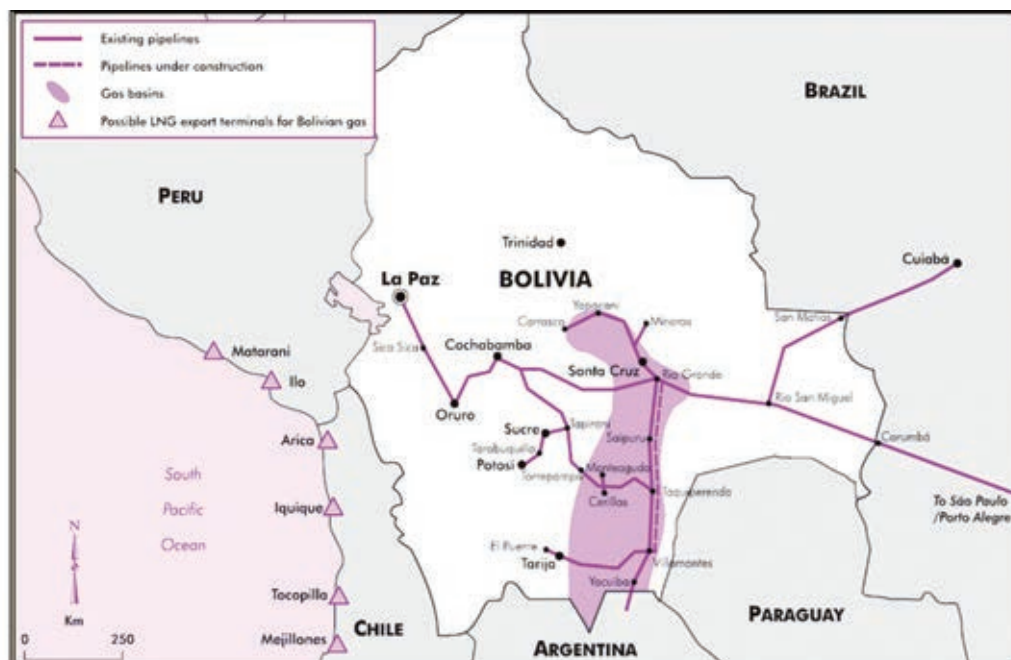 Existing pipelines
Pipelines under construction
Gas basins
Possible LNG export terminals for Bolivian gas
BRAZIL
PERU
Trinidad
Cuiabá
La Paz
BOLIVIA
Yapacani
San Matias
Carrasco
Mineros
Sica Sica
Cochabamba
Matarani
Santa Cruz
Rio Grande
Ilo
Rio San Miguel
Oruro
Sucre
Tapirani
Arica
Saipuru
Corumbá
Tarabuquillo
Potosi
Monteagudo
South
Pacific
Ocean
Cerillos
Taquiperenda
To São Paulo
/Porto Alegre
Iquique
N
El Puente
Tarija
Villamontes
Yacuiba
Tocopilla
PARAGUAY
Km
CHILE
0 250
Mejillones
ARGENTINA